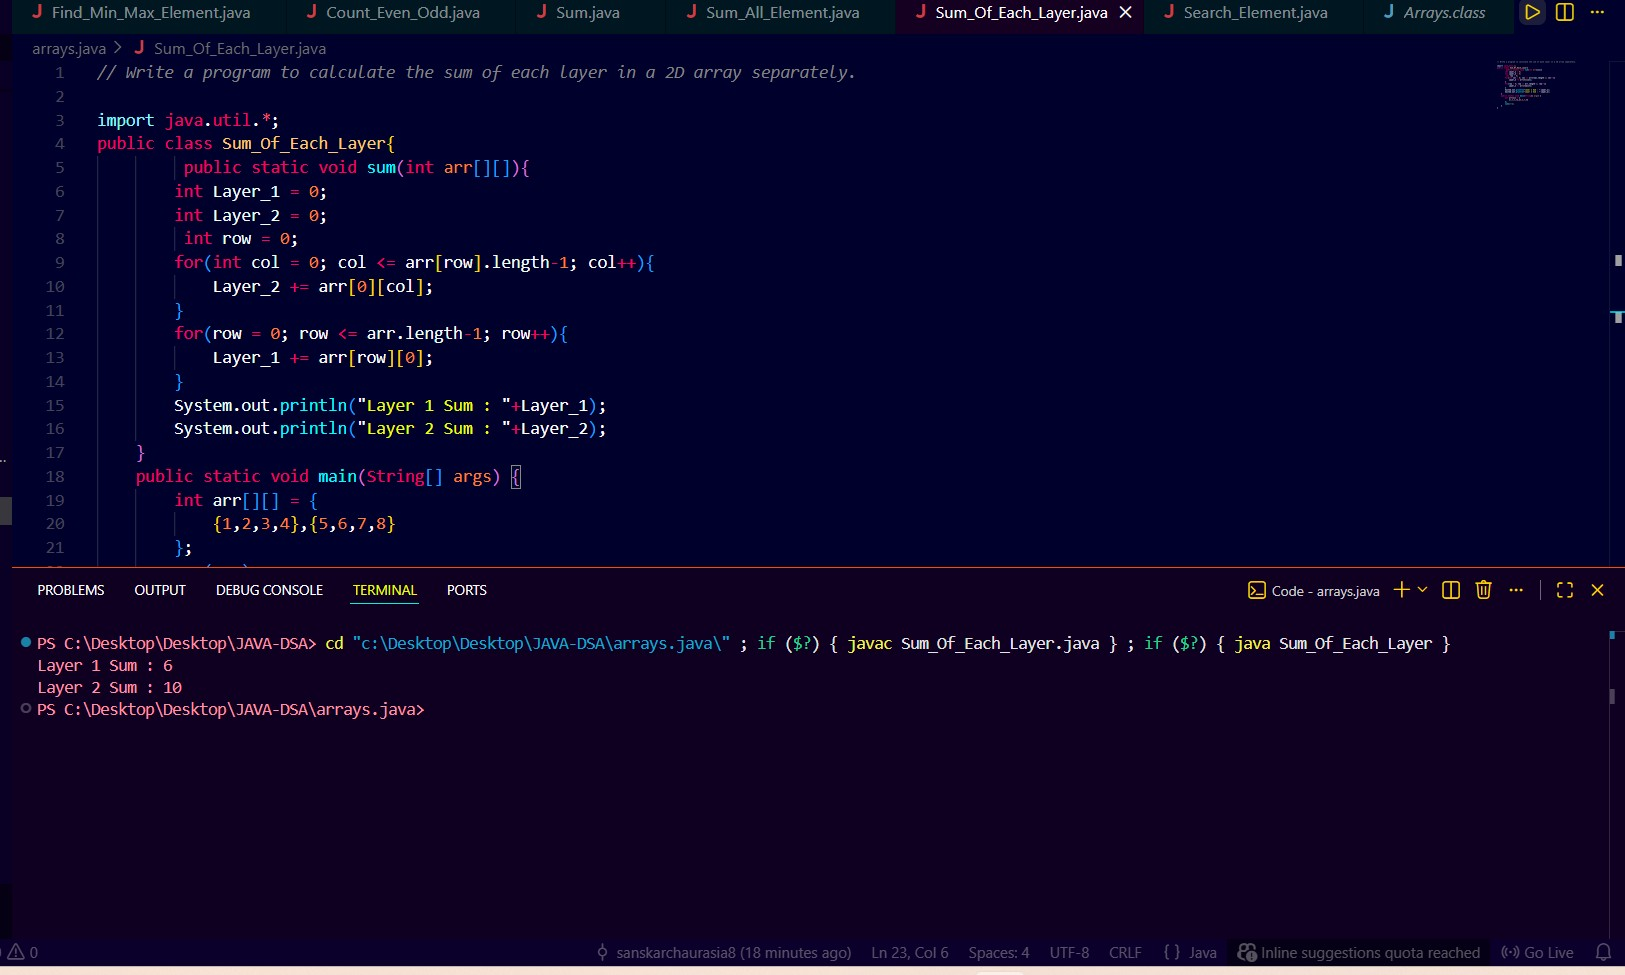 Find_Min_Max_Element.java Count_Even_Odd.java Sum.java Sum_All_Element.java Sum_Of_Each_Layer.java Search_Element.java Arrays.class
arrays.java > Sum_Of_Each_Layer.java
1 // Write a program to calculate the sum of each layer in a 2D array separately.
2
3 import java.util.*;
4 public class Sum_Of_Each_Layer{
5 public static void sum(int arr[][]){
6 int Layer_1 = 0;
7 int Layer_2 = 0;
8 int row = 0;
9 for(int col = 0; col <= arr[row].length-1; col++){
10 Layer_2 += arr[0][col];
11 }
12 for(row = 0; row <= arr.length-1; row++){
13 Layer_1 += arr[row][0];
14 }
15 System.out.println("Layer 1 Sum : "+Layer_1);
16 System.out.println("Layer 2 Sum : "+Layer_2);
17 }
18 public static void main(String[] args) {
19 int arr[][] = {
20 {1,2,3,4},{5,6,7,8}
21 };
PROBLEMS OUTPUT DEBUG CONSOLE TERMINAL PORTS Code - arrays.java
PS C:\Desktop\Desktop\JAVA-DSA> cd "c:\Desktop\Desktop\JAVA-DSA\arrays.java\" ; if ($?) { javac Sum_Of_Each_Layer.java } ; if ($?) { java Sum_Of_Each_Layer }
Layer 1 Sum : 6
Layer 2 Sum : 10
PS C:\Desktop\Desktop\JAVA-DSA\arrays.java>
0 sanskarchaurasia8 (18 minutes ago) Ln 23, Col 6 Spaces: 4 UTF-8 CRLF {} Java Inline suggestions quota reached Go Live